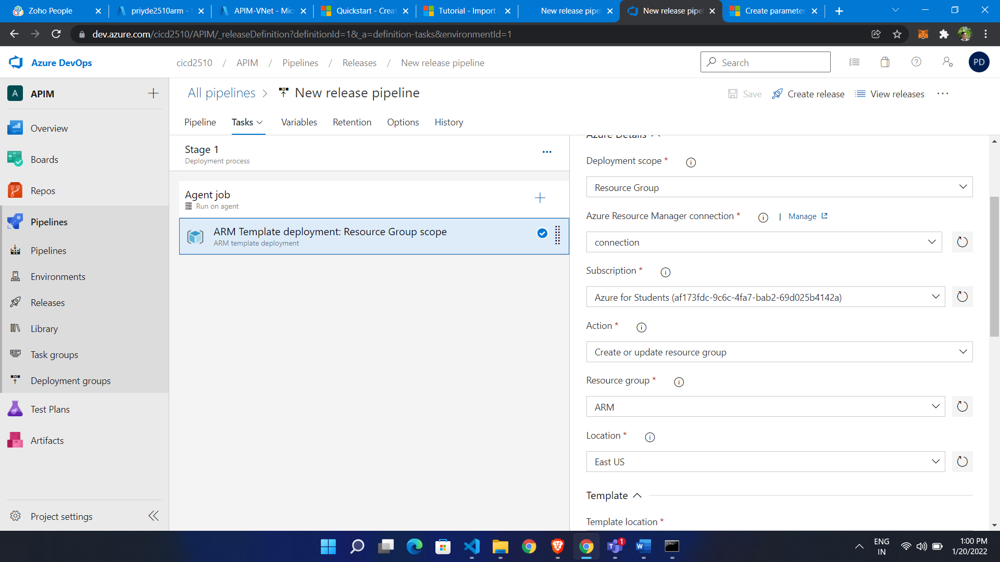 Zoho People
priyde2510arm -
APIM-VNet - Mic
Quickstart - Crea
Tutorial - Import
New release pipe
New release pipel
Create parameter
dev.azure.com/cicd2510/APIM/_releaseDefinition?definitionId=1&_a=definition-tasks&environmentId=1
Azure DevOps
cicd2510 / APIM / Pipelines / Releases / New release pipeline
Search
PD
A APIM
All pipelines > New release pipeline
Save
Create release
View releases
Pipeline
Tasks
Variables
Retention
Options
History
Overview
Boards
Repos
Pipelines
Pipelines
Environments
Releases
Library
Task groups
Deployment groups
Test Plans
Artifacts
Project settings
Stage 1
Deployment process
Agent job
Run on agent
ARM Template deployment: Resource Group scope
ARM template deployment
Azure Details
Deployment scope *
Resource Group
Azure Resource Manager connection * | Manage
connection
Subscription *
Azure for Students (af173fdc-9c6c-4fa7-bab2-69d025b4142a)
Action *
Create or update resource group
Resource group *
ARM
Location *
East US
Template
Template location *
1
ENG
IN
1:00 PM
1/20/2022